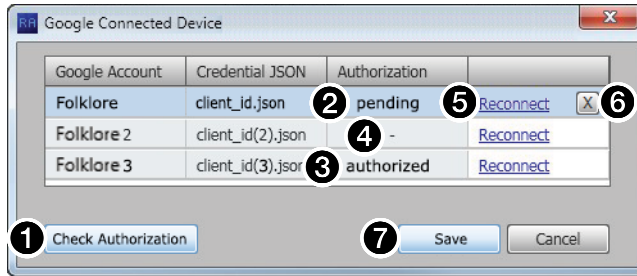 RA Google Connected Device X
Google Account Credential JSON Authorization
Folklore client_id.json 2 pending 5 Reconnect X 6
Folklore 2 client_id(2).json 4 - Reconnect
Folklore 3 client_id(3).json 3 authorized Reconnect
1 Check Authorization 7 Save Cancel